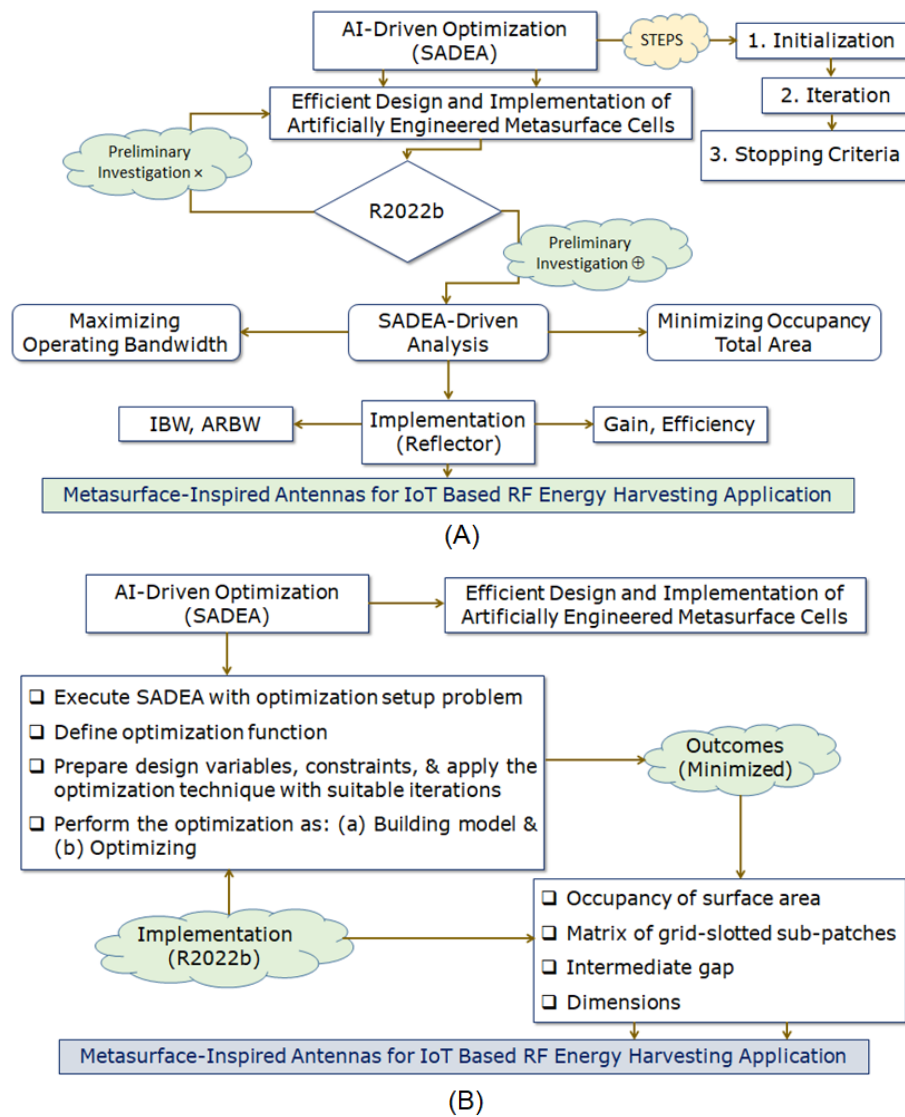 AI-Driven Optimization
(SADEA)
STEPS
1. Initialization
2. Iteration
3. Stopping Criteria
Efficient Design and Implementation of
Artificially Engineered Metasurface Cells
Preliminary
Investigation ×
R2022b
Preliminary
Investigation ⊕
Maximizing
Operating Bandwidth
SADEA-Driven
Analysis
Minimizing Occupancy
Total Area
IBW, ARBW
Implementation
(Reflector)
Gain, Efficiency
Metasurface-Inspired Antennas for IoT Based RF Energy Harvesting Application
(A)
AI-Driven Optimization
(SADEA)
Efficient Design and Implementation of
Artificially Engineered Metasurface Cells
❑ Execute SADEA with optimization setup problem
❑ Define optimization function
❑ Prepare design variables, constraints, & apply the
optimization technique with suitable iterations
❑ Perform the optimization as: (a) Building model &
(b) Optimizing
Outcomes
(Minimized)
Implementation
(R2022b)
❑ Occupancy of surface area
❑ Matrix of grid-slotted sub-patches
❑ Intermediate gap
❑ Dimensions
Metasurface-Inspired Antennas for IoT Based RF Energy Harvesting Application
(B)